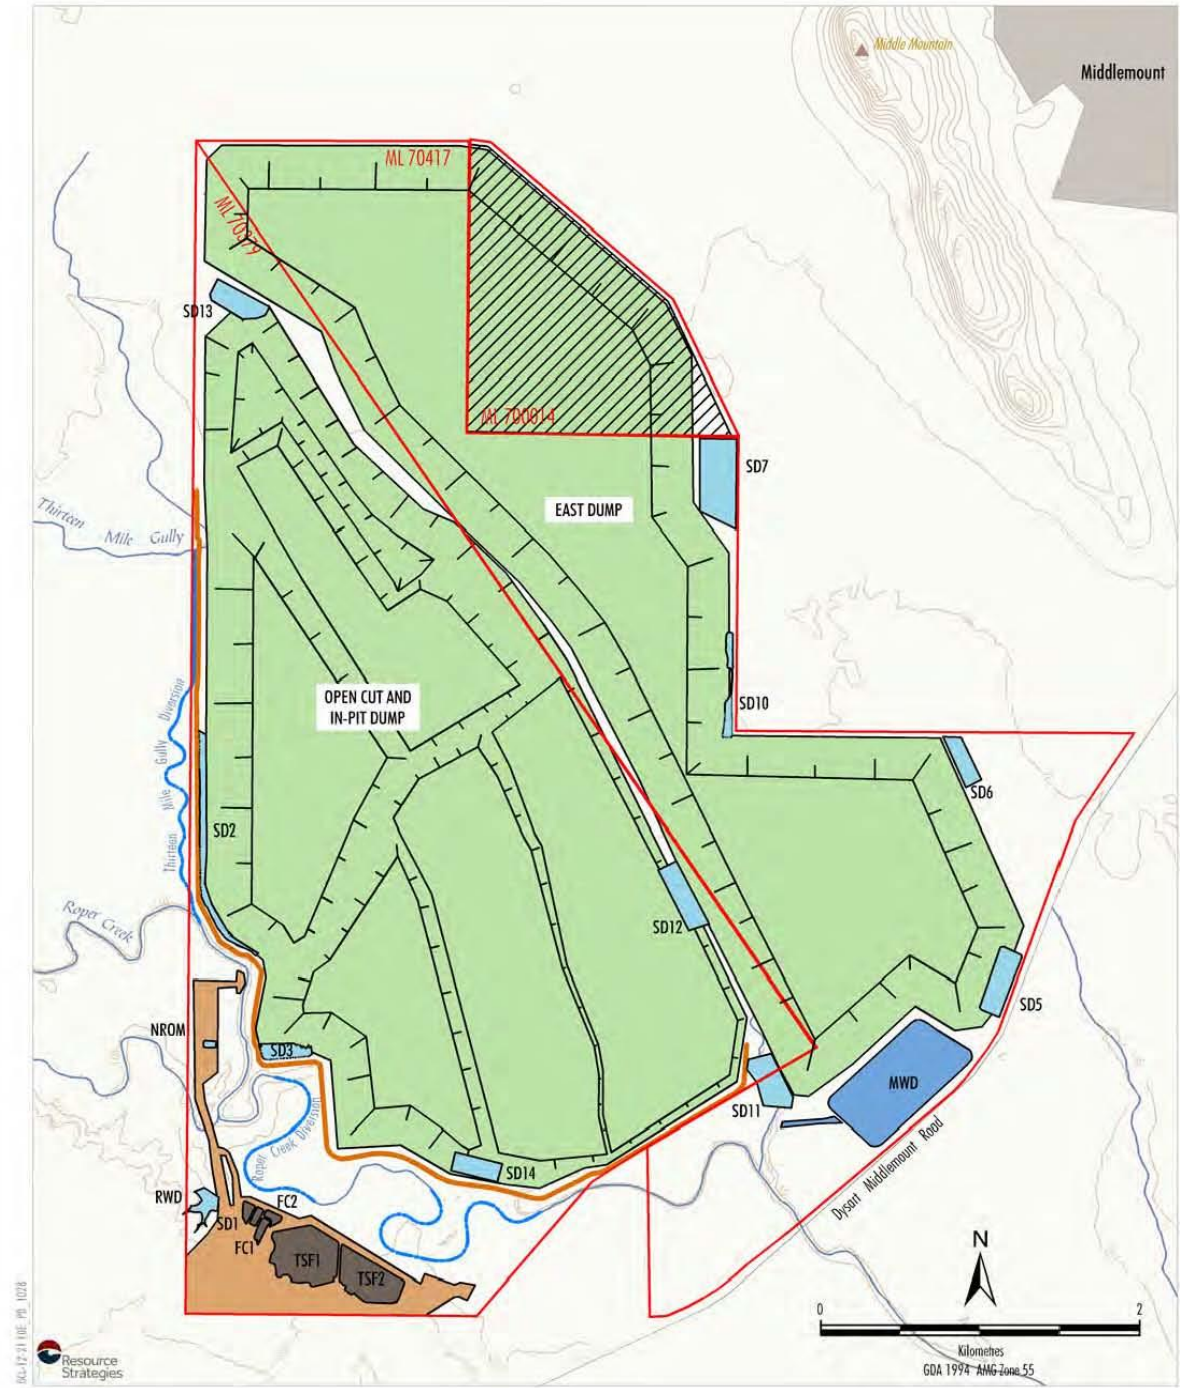 Middle Mountain
Middlemount
ML 70417
ML 70379
SD13
ML 700014
SD7
EAST DUMP
Thirteen Mile Gully
OPEN CUT AND
IN-PIT DUMP
Thirteen Mile Gully Diversion
SD10
SD6
SD2
Roper Creek
SD12
SD5
NROM
SD3
MWD
SD11
Roper Creek Diversion
Dysart Middlemount Road
SD14
RWD
SD1
FC2
FC1
TSF1
TSF2
N
0
2
Kilometres
GDA 1994 AMG Zone 55
Resource
Strategies